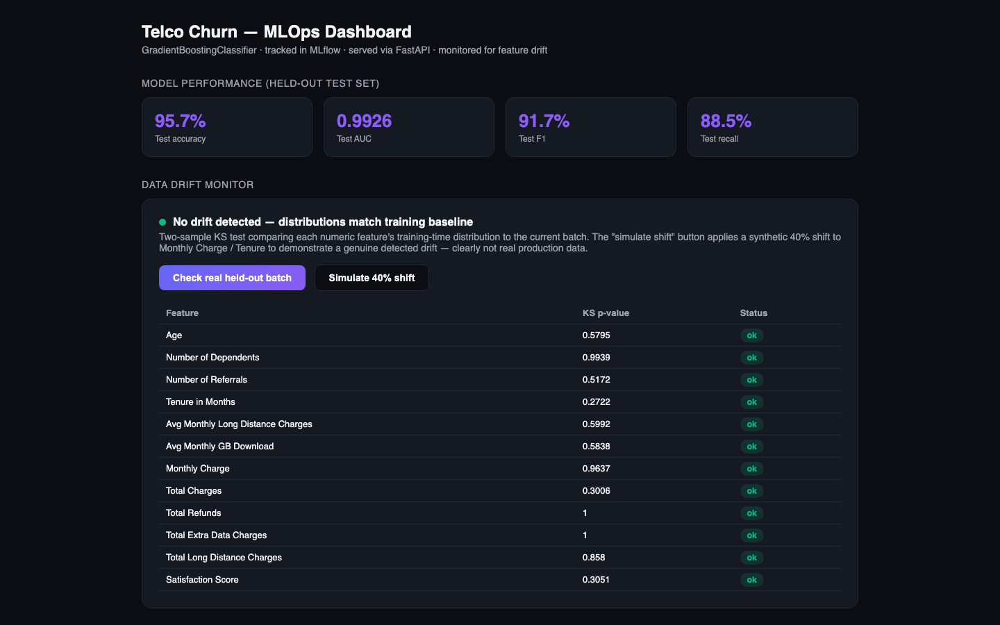 Telco Churn — MLOps Dashboard
GradientBoostingClassifier · tracked in MLflow · served via FastAPI · monitored for feature drift
MODEL PERFORMANCE (HELD-OUT TEST SET)
95.7% 0.9926 91.7% 88.5%
Test accuracy Test AUC Test F1 Test recall
DATA DRIFT MONITOR
No drift detected — distributions match training baseline
Two-sample KS test comparing each numeric feature's training-time distribution to the current batch. The "simulate shift" button applies a synthetic 40% shift to
Monthly Charge / Tenure to demonstrate a genuine detected drift — clearly not real production data.
Check real held-out batch Simulate 40% shift
Feature KS p-value Status
Age 0.5795 ok
Number of Dependents 0.9939 ok
Number of Referrals 0.5172 ok
Tenure in Months 0.2722 ok
Avg Monthly Long Distance Charges 0.5992 ok
Avg Monthly GB Download 0.5838 ok
Monthly Charge 0.9637 ok
Total Charges 0.3006 ok
Total Refunds 1 ok
Total Extra Data Charges 1 ok
Total Long Distance Charges 0.858 ok
Satisfaction Score 0.3051 ok